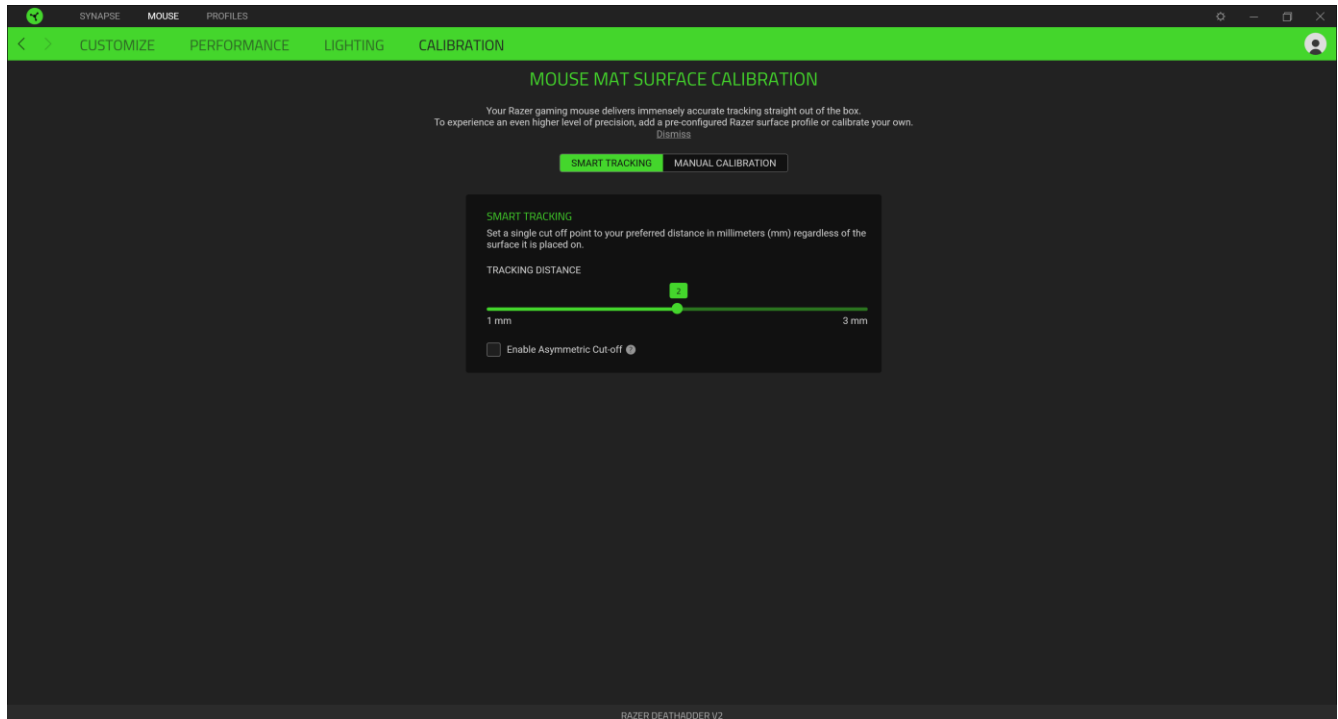 SYNAPSE MOUSE PROFILES
CUSTOMIZE PERFORMANCE LIGHTING CALIBRATION
MOUSE MAT SURFACE CALIBRATION
Your Razer gaming mouse delivers immensely accurate tracking straight out of the box.
To experience an even higher level of precision, add a pre-configured Razer surface profile or calibrate your own.
Dismiss
SMART TRACKING MANUAL CALIBRATION
SMART TRACKING
Set a single cut off point to your preferred distance in millimeters (mm) regardless of the
surface it is placed on.
TRACKING DISTANCE
2
1 mm 3 mm
Enable Asymmetric Cut-off ?
RAZER DEATHADDER V2